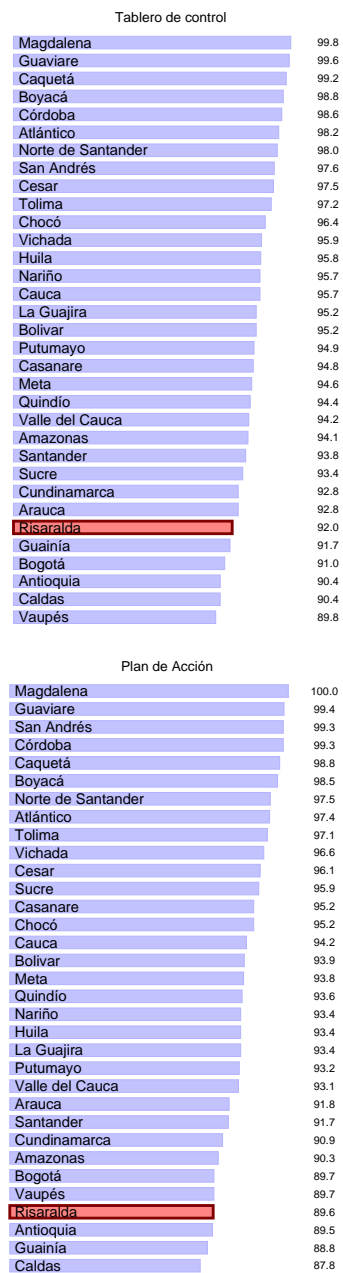 Tablero de control
Magdalena 99.8
Guaviare 99.6
Caquetá 99.2
Boyacá 98.8
Córdoba 98.6
Atlántico 98.2
Norte de Santander 98.0
San Andrés 97.6
Cesar 97.5
Tolima 97.2
Chocó 96.4
Vichada 95.9
Huila 95.8
Nariño 95.7
Cauca 95.7
La Guajira 95.2
Bolivar 95.2
Putumayo 94.9
Casanare 94.8
Meta 94.6
Quindío 94.4
Valle del Cauca 94.2
Amazonas 94.1
Santander 93.8
Sucre 93.4
Cundinamarca 92.8
Arauca 92.8
Risaralda 92.0
Guainía 91.7
Bogotá 91.0
Antioquia 90.4
Caldas 90.4
Vaupés 89.8
Plan de Acción
Magdalena 100.0
Guaviare 99.4
San Andrés 99.3
Córdoba 99.3
Caquetá 98.8
Boyacá 98.5
Norte de Santander 97.5
Atlántico 97.4
Tolima 97.1
Vichada 96.6
Cesar 96.1
Sucre 95.9
Casanare 95.2
Chocó 95.2
Cauca 94.2
Bolivar 93.9
Meta 93.8
Quindío 93.6
Nariño 93.4
Huila 93.4
La Guajira 93.4
Putumayo 93.2
Valle del Cauca 93.1
Arauca 91.8
Santander 91.7
Cundinamarca 90.9
Amazonas 90.3
Bogotá 89.7
Vaupés 89.7
Risaralda 89.6
Antioquia 89.5
Guainía 88.8
Caldas 87.8